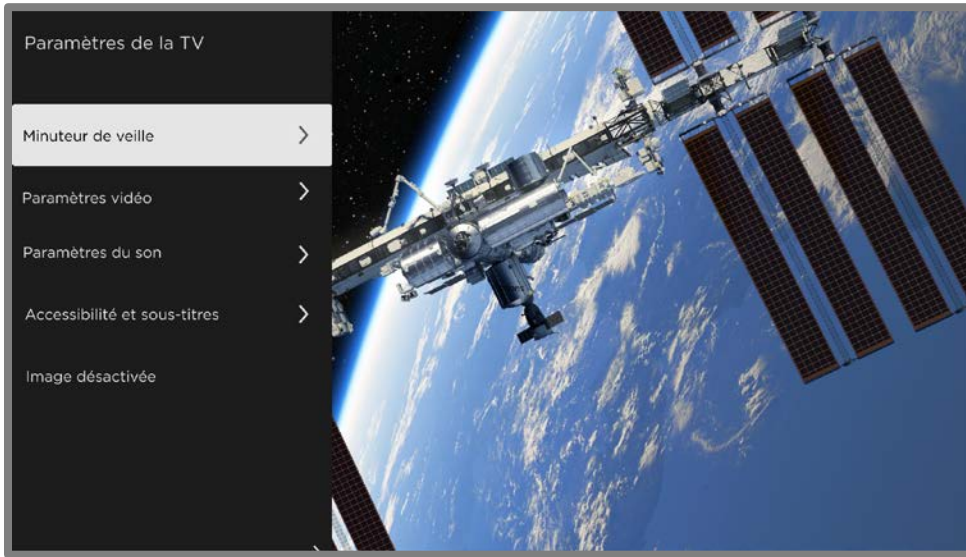 Paramètres de la TV
Minuteur de veille
Paramètres vidéo
Paramètres du son
Accessibilité et sous-titres
Image désactivée